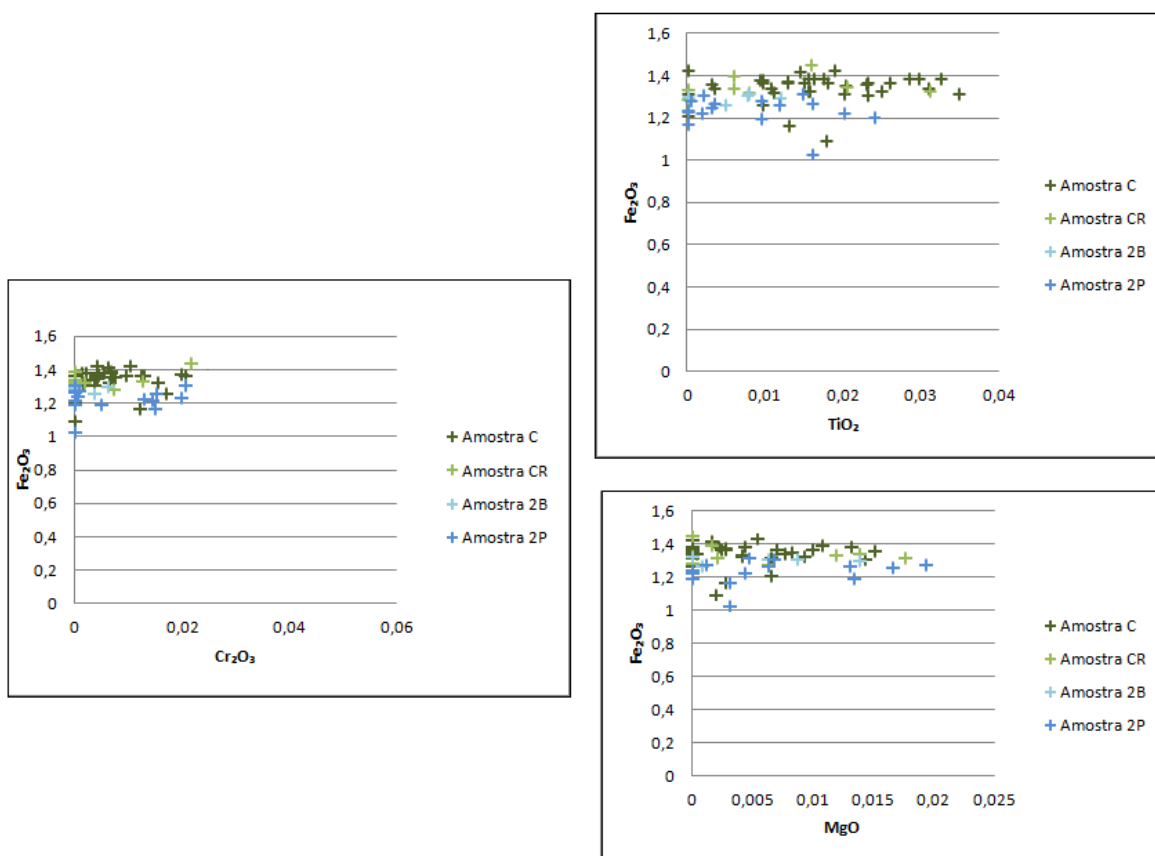 1,6
1,4
1,2
1
0,8
0,6
0,4
0,2
0
Fe₂O₃
0 0,01 0,02 0,03 0,04
TiO₂
Amostra C
Amostra CR
Amostra 2B
Amostra 2P
1,6
1,4
1,2
1
0,8
0,6
0,4
0,2
0
Fe₂O₃
0 0,02 0,04 0,06
Cr₂O₃
Amostra C
Amostra CR
Amostra 2B
Amostra 2P
1,6
1,4
1,2
1
0,8
0,6
0,4
0,2
0
Fe₂O₃
0 0,005 0,01 0,015 0,02 0,025
MgO
Amostra C
Amostra CR
Amostra 2B
Amostra 2P